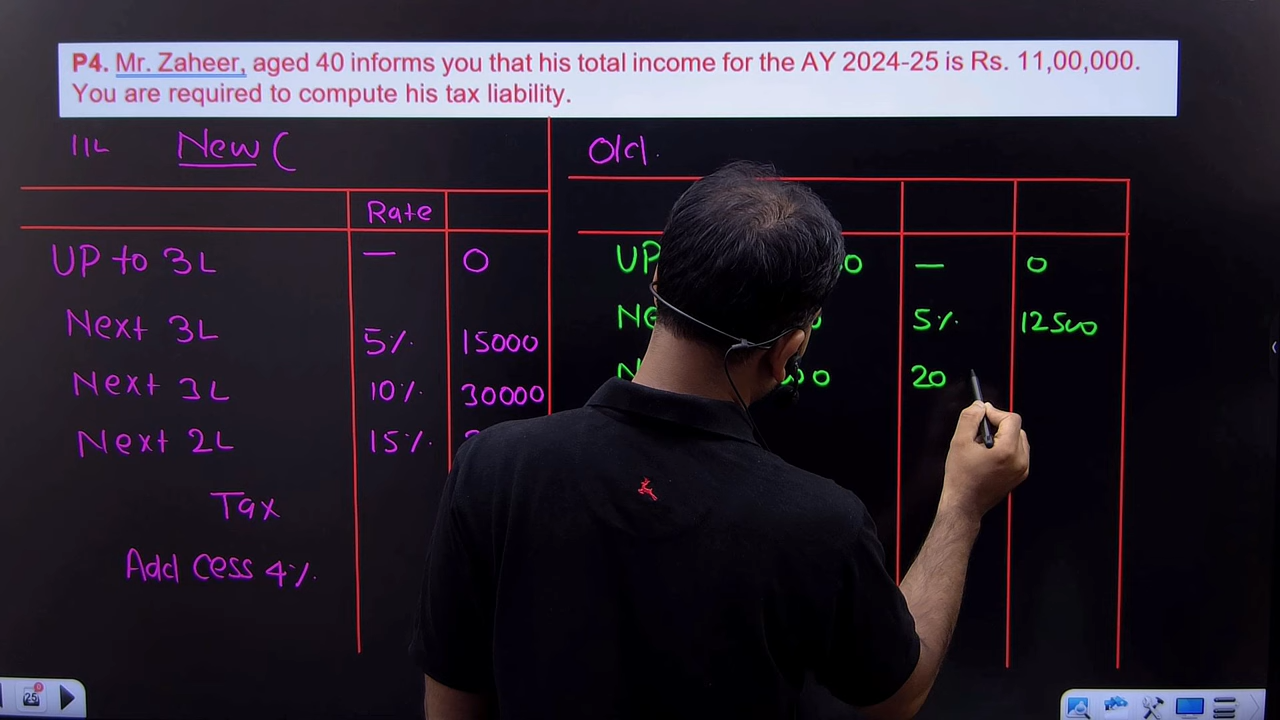 P4. Mr. Zaheer, aged 40 informs you that his total income for the AY 2024-25 is Rs. 11,00,000.
You are required to compute his tax liability.
11L New (
Rate
UP to 3L — 0
Next 3L 5% 15000
Next 3L 10% 30000
Next 2L 15%
Tax
Add Cess 4%
Old.
UP 0 — 0
Ne 5% 12500
N 20
25